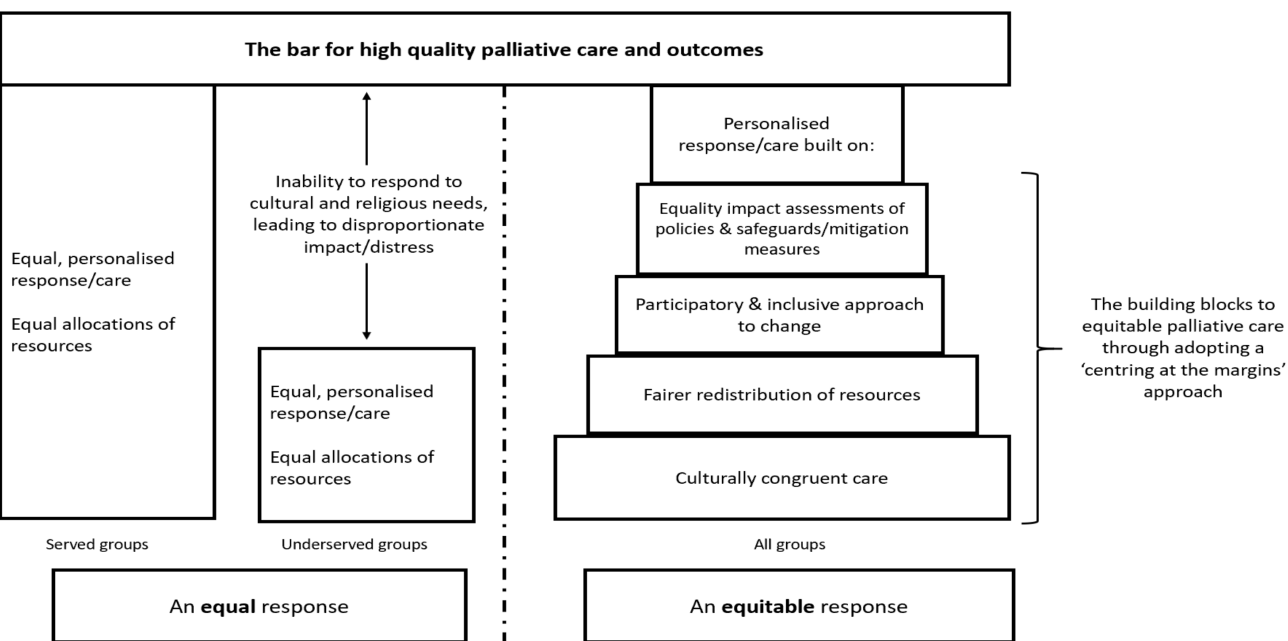 The bar for high quality palliative care and outcomes
Equal, personalised
response/care
Equal allocations of
resources
Served groups
Inability to respond to
cultural and religious needs,
leading to disproportionate
impact/distress
Equal, personalised
response/care
Equal allocations of
resources
Underserved groups
An equal response
Personalised
response/care built on:
Equality impact assessments of
policies & safeguards/mitigation
measures
Participatory & inclusive approach
to change
Fairer redistribution of resources
Culturally congruent care
All groups
An equitable response
The building blocks to
equitable palliative care
through adopting a
‘centring at the margins’
approach